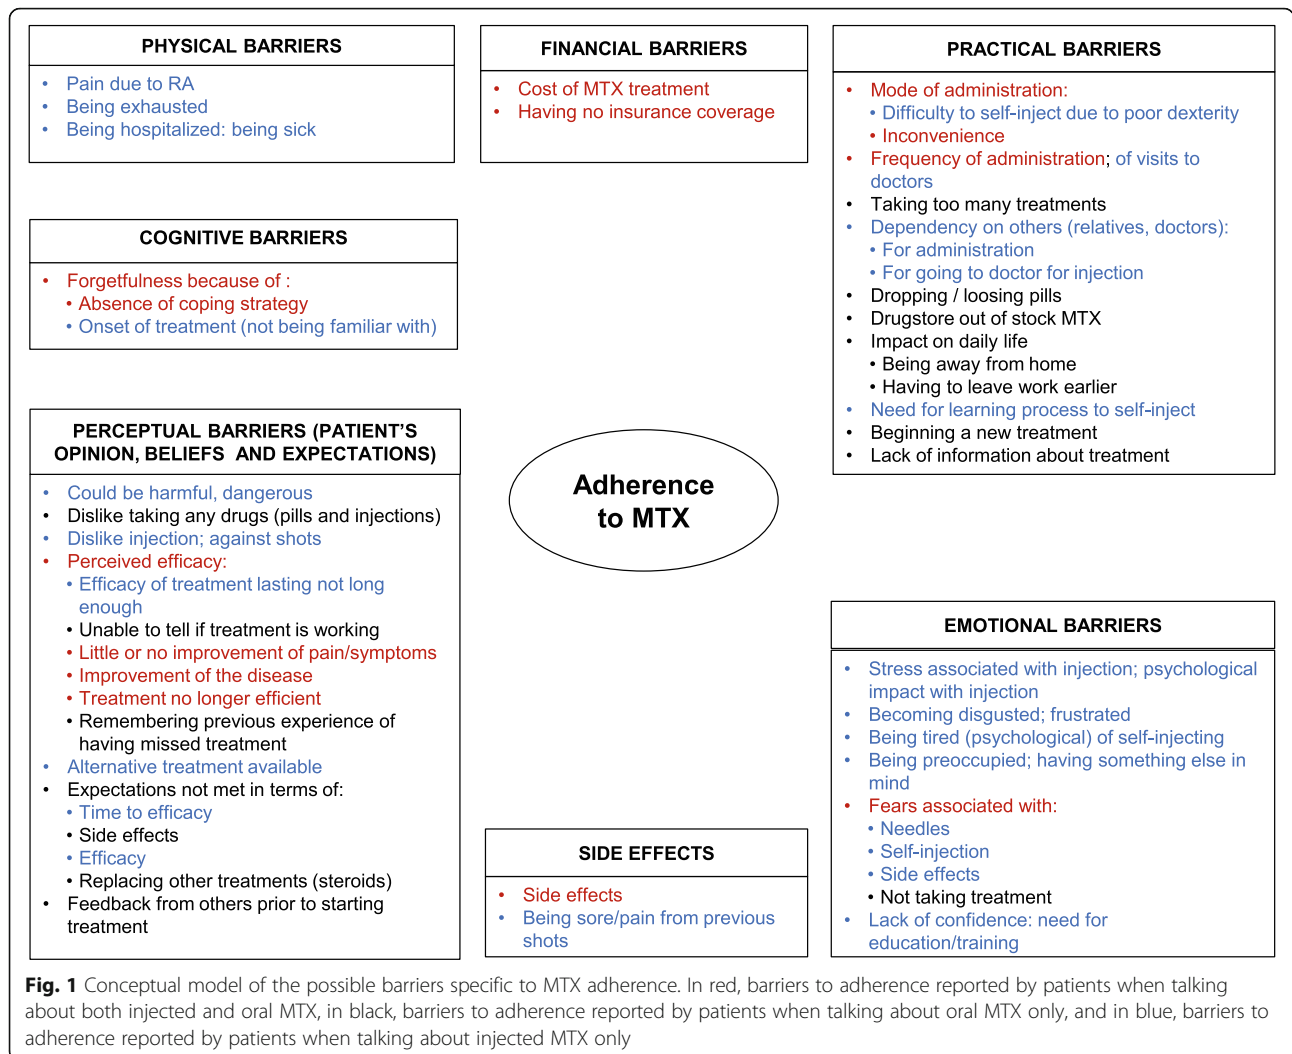 PHYSICAL BARRIERS
• Pain due to RA
• Being exhausted
• Being hospitalized: being sick
FINANCIAL BARRIERS
• Cost of MTX treatment
• Having no insurance coverage
PRACTICAL BARRIERS
• Mode of administration:
• Difficulty to self-inject due to poor dexterity
• Inconvenience
• Frequency of administration; of visits to
doctors
• Taking too many treatments
• Dependency on others (relatives, doctors):
• For administration
• For going to doctor for injection
• Dropping / loosing pills
• Drugstore out of stock MTX
• Impact on daily life
• Being away from home
• Having to leave work earlier
• Need for learning process to self-inject
• Beginning a new treatment
• Lack of information about treatment
COGNITIVE BARRIERS
• Forgetfulness because of :
• Absence of coping strategy
• Onset of treatment (not being familiar with)
PERCEPTUAL BARRIERS (PATIENT'S
OPINION, BELIEFS AND EXPECTATIONS)
• Could be harmful, dangerous
• Dislike taking any drugs (pills and injections)
• Dislike injection; against shots
• Perceived efficacy:
• Efficacy of treatment lasting not long
enough
• Unable to tell if treatment is working
• Little or no improvement of pain/symptoms
• Improvement of the disease
• Treatment no longer efficient
• Remembering previous experience of
having missed treatment
• Alternative treatment available
• Expectations not met in terms of:
• Time to efficacy
• Side effects
• Efficacy
• Replacing other treatments (steroids)
• Feedback from others prior to starting
treatment
Adherence
to MTX
SIDE EFFECTS
• Side effects
• Being sore/pain from previous
shots
EMOTIONAL BARRIERS
• Stress associated with injection; psychological
impact with injection
• Becoming disgusted; frustrated
• Being tired (psychological) of self-injecting
• Being preoccupied; having something else in
mind
• Fears associated with:
• Needles
• Self-injection
• Side effects
• Not taking treatment
• Lack of confidence: need for
education/training
Fig. 1 Conceptual model of the possible barriers specific to MTX adherence. In red, barriers to adherence reported by patients when talking
about both injected and oral MTX, in black, barriers to adherence reported by patients when talking about oral MTX only, and in blue, barriers to
adherence reported by patients when talking about injected MTX only